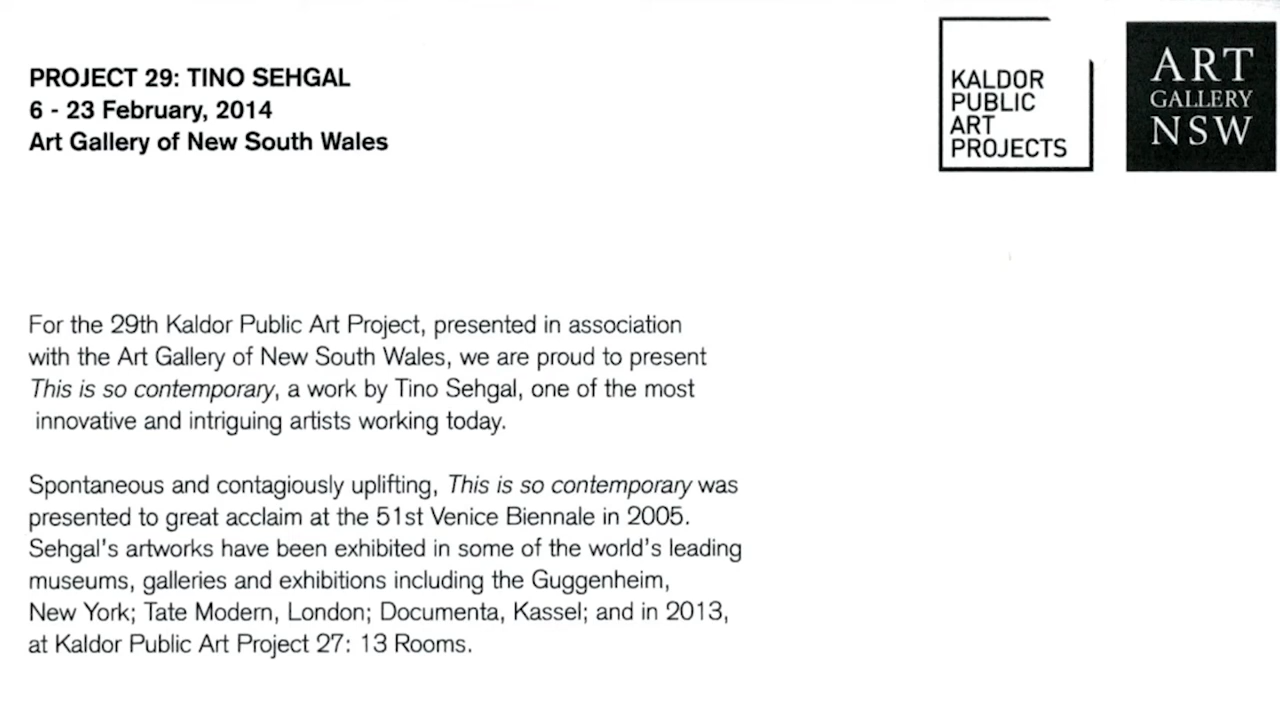 PROJECT 29: TINO SEHGAL
6 - 23 February, 2014
Art Gallery of New South Wales
KALDOR
PUBLIC
ART
PROJECTS
ART
GALLERY
NSW
For the 29th Kaldor Public Art Project, presented in association
with the Art Gallery of New South Wales, we are proud to present
This is so contemporary, a work by Tino Sehgal, one of the most
innovative and intriguing artists working today.
Spontaneous and contagiously uplifting, This is so contemporary was
presented to great acclaim at the 51st Venice Biennale in 2005.
Sehgal's artworks have been exhibited in some of the world's leading
museums, galleries and exhibitions including the Guggenheim,
New York; Tate Modern, London; Documenta, Kassel; and in 2013,
at Kaldor Public Art Project 27: 13 Rooms.